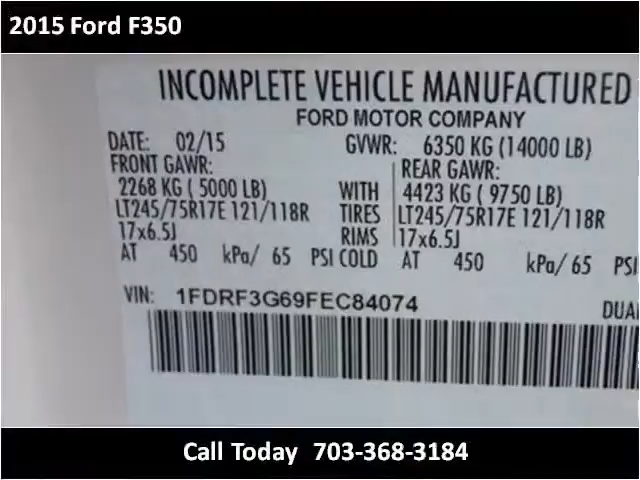 2015 Ford F350
INCOMPLETE VEHICLE MANUFACTURED
FORD MOTOR COMPANY
DATE: 02/15 GVWR: 6350 KG (14000 LB)
FRONT GAWR: REAR GAWR:
2268 KG ( 5000 LB) WITH 4423 KG ( 9750 LB)
LT245/75R17E 121/118R TIRES LT245/75R17E 121/118R
17x6.5J RIMS 17x6.5J
AT 450 kPa/ 65 PSI COLD AT 450 kPa/ 65 PSI
VIN: 1FDRF3G69FEC84074 DUAL
Call Today 703-368-3184